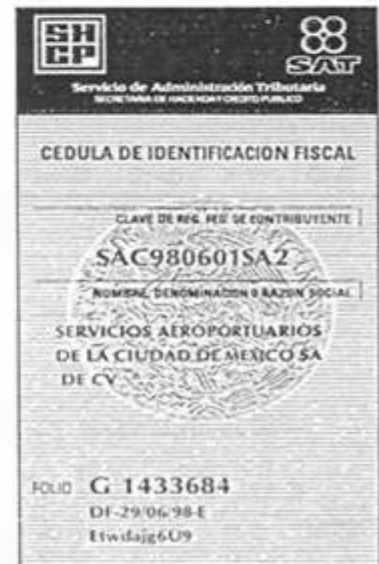 SHCP
SAT
Servicio de Administración Tributaria
SECRETARIA DE HACIENDA Y CREDITO PUBLICO
CEDULA DE IDENTIFICACION FISCAL
CLAVE DE REG. FED. DE CONTRIBUYENTE
SAC980601SA2
NOMBRE, DENOMINACION O RAZON SOCIAL
SERVICIOS AEROPORTUARIOS
DE LA CIUDAD DE MEXICO SA
DE CV
FOLIO G 1433684
DF-29/06/98-E
Etwdajg6U9